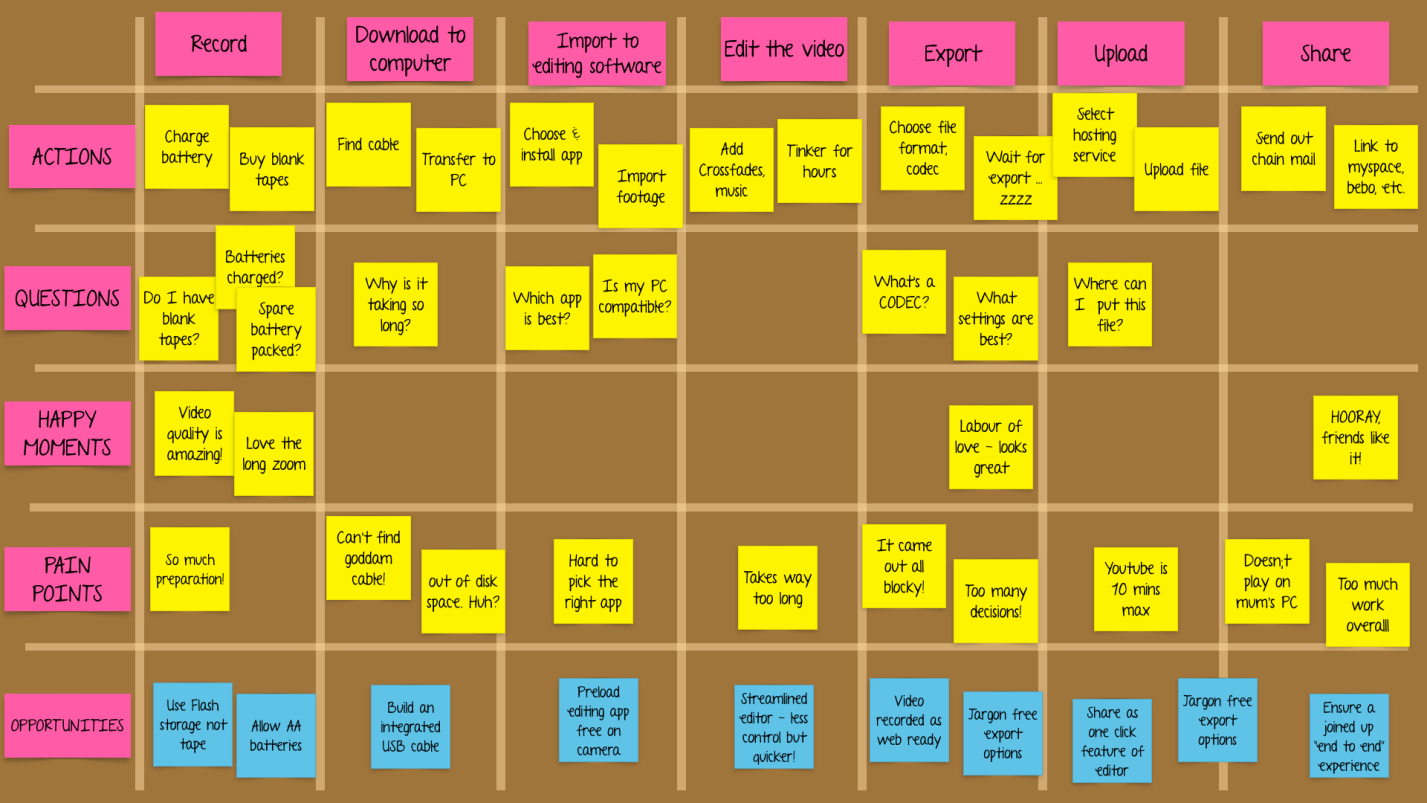 Record
Download to
computer
Import to
editing software
Edit the video
Export
Upload
Share
ACTIONS
Charge
battery
Buy blank
tapes
Find cable
Transfer to
PC
Choose &
install app
Import
footage
Add
Crossfades,
music
Tinker for
hours
Choose file
format,
codec
Wait for
export ...
zzzz
Select
hosting
service
Upload file
Send out
chain mail
Link to
myspace,
bebo, etc.
QUESTIONS
Do I have
blank
tapes?
Batteries
charged?
Spare
battery
packed?
Why is it
taking so
long?
Which app
is best?
Is my PC
compatible?
What's a
CODEC?
What
settings are
best?
Where can
I put this
file?
HAPPY
MOMENTS
Video
quality is
amazing!
Love the
long zoom
Labour of
love - looks
great
HOORAY,
friends like
it!
PAIN
POINTS
So much
preparation!
Can't find
goddam
cable!
out of disk
space. Huh?
Hard to
pick the
right app
Takes way
too long
It came
out all
blocky!
Too many
decisions!
Youtube is
10 mins
max
Doesn;t
play on
mum's PC
Too much
work
overall!
OPPORTUNITIES
Use Flash
storage not
tape
Allow AA
batteries
Build an
integrated
USB cable
Preload
editing app
free on
camera
Streamlined
editor - less
control but
quicker!
Video
recorded as
web ready
Jargon free
export
options
Share as
one click
feature of
editor
Jargon free
export
options
Ensure a
joined up
"end to end"
experience